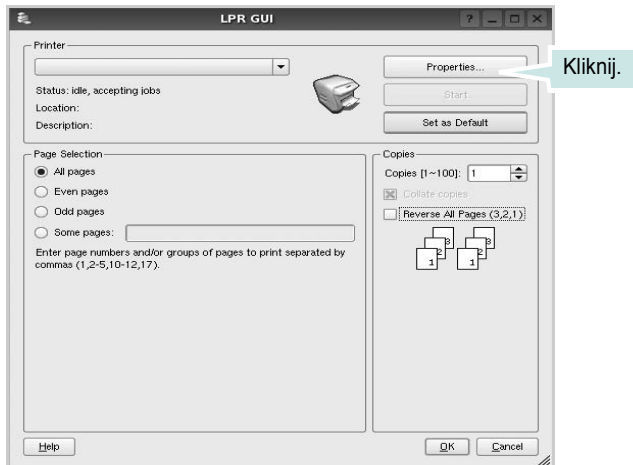 LPR GUI
Printer
Properties...
Kliknij.
Status: idle, accepting jobs
Start
Location:
Description:
Set as Default
Page Selection
All pages
Even pages
Odd pages
Some pages:
Enter page numbers and/or groups of pages to print separated by
commas (1,2-5,10-12,17).
Copies
Copies [1~100]: 1
Collate copies
Reverse All Pages (3,2,1)
3 3
2 2
1 1
Help
OK
Cancel